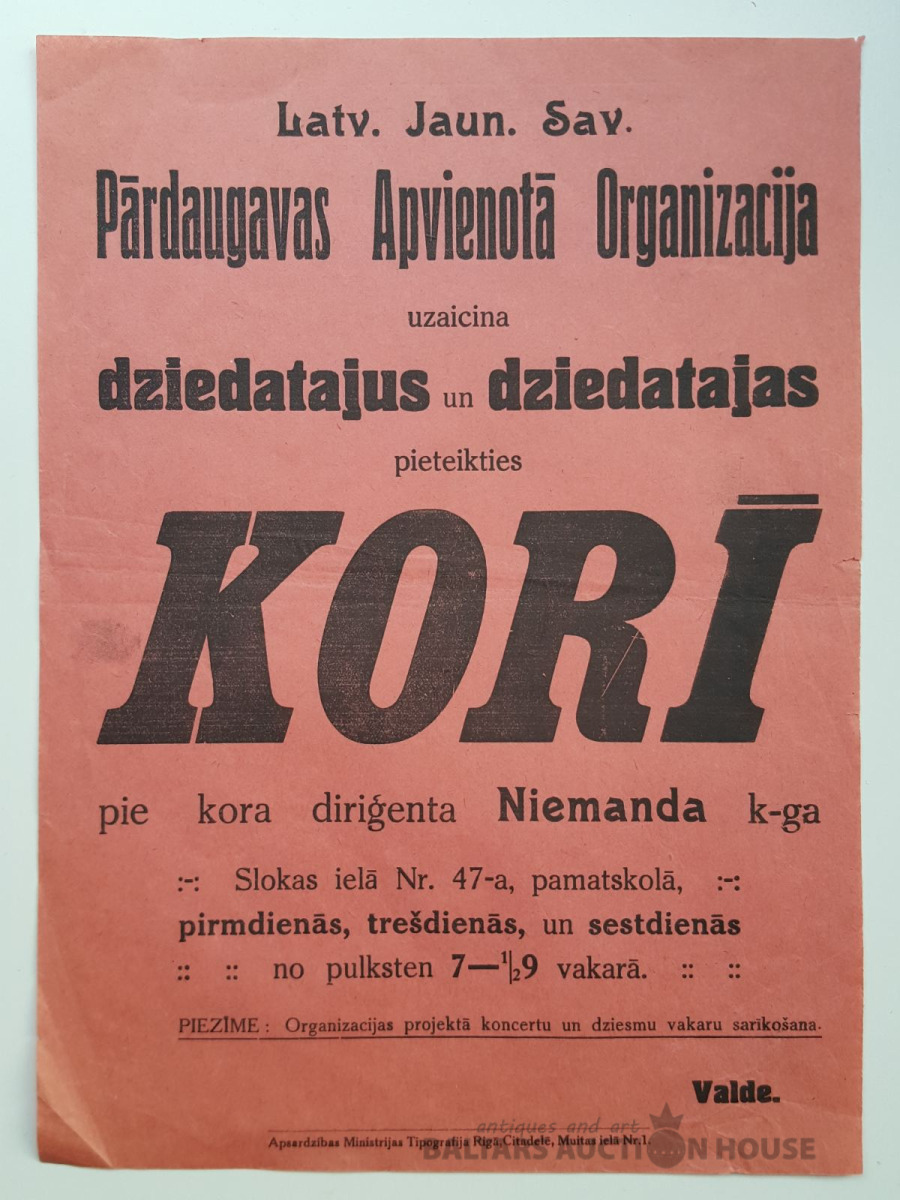 Latv. Jaun. Sav.
Pārdaugavas Apvienotā Organizacija
uzaicina
dziedatajus un dziedatajas
pieteikties
KORĪ
pie kora diriģenta Niemanda k-ga
:-: Slokas ielā Nr. 47-a, pamatskolā, :-:
pirmdienās, trešdienās, un sestdienās
:: :: no pulksten 7—½9 vakarā. :: ::
PIEZĪME: Organizacijas projektā koncertu un dziesmu vakaru sarīkošana.
Valde.
antiques and art
Apsardzības Ministrijas Tipografija Rīgā, Citadelē, Muitas ielā Nr. 1.
BALTARS AUCTION HOUSE